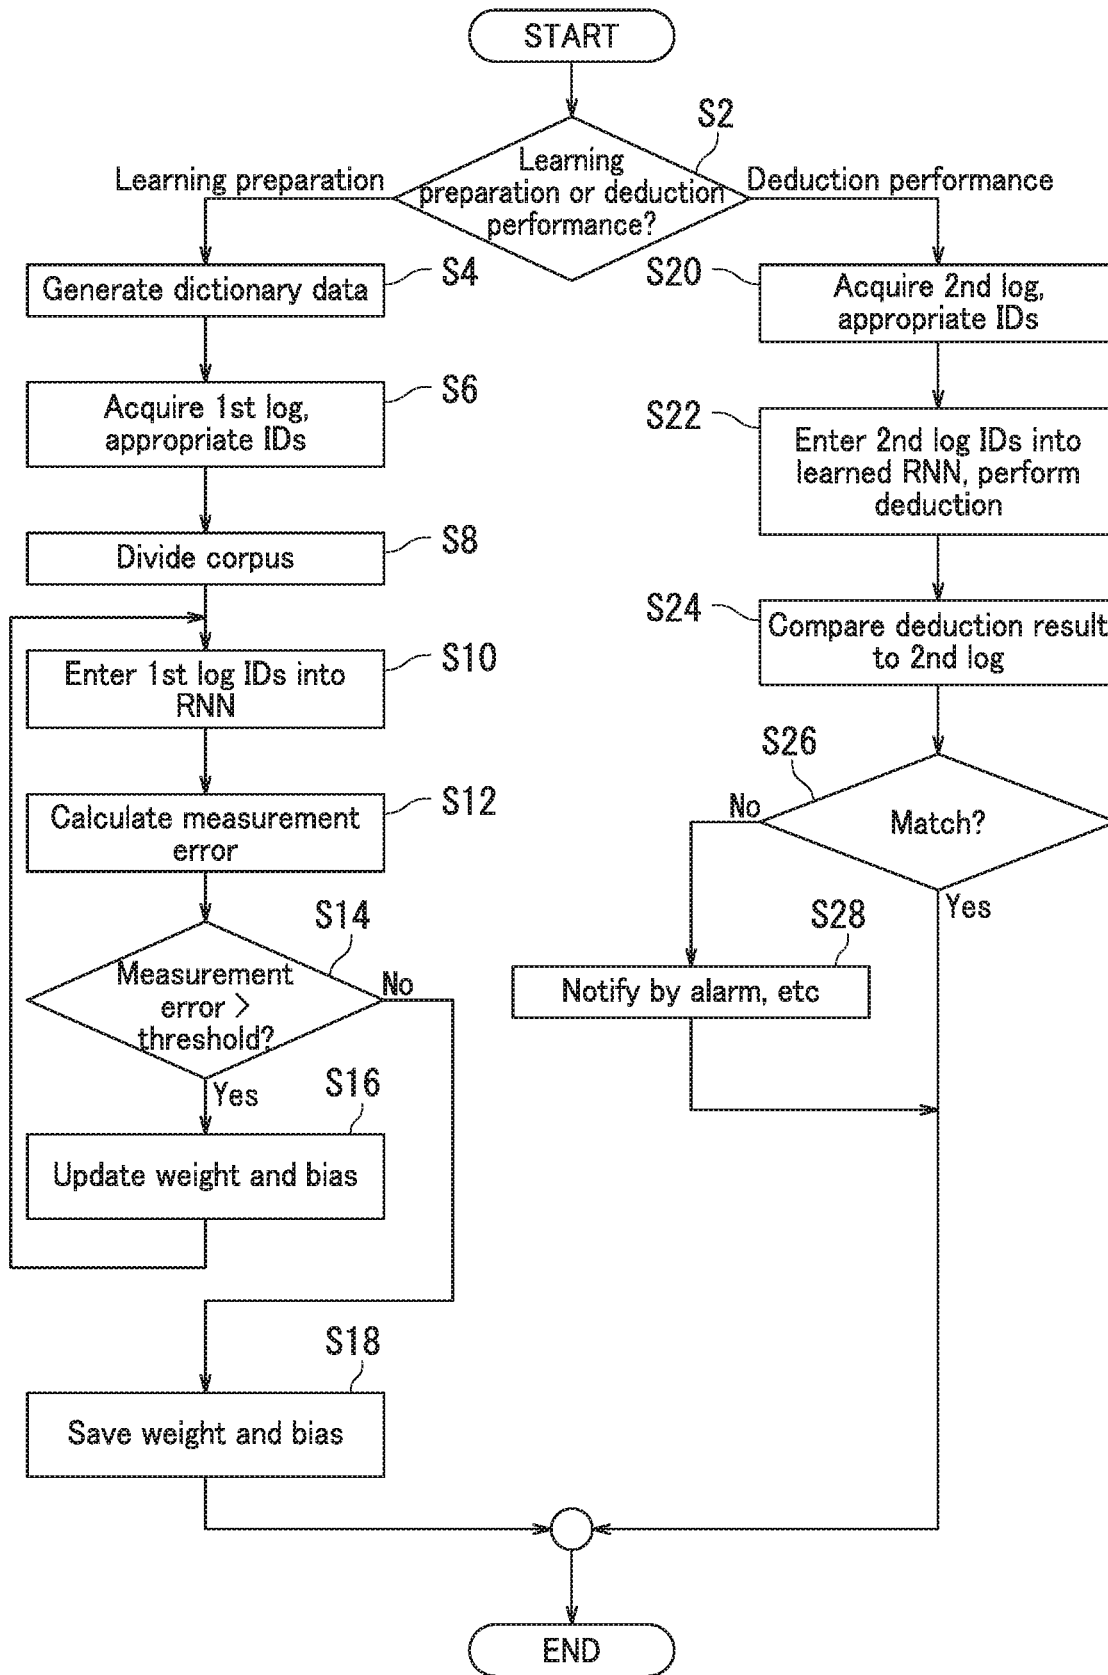 START
S2
Learning
preparation or deduction
performance?
Learning preparation
Deduction performance
Generate dictionary data
S4
Acquire 1st log,
appropriate IDs
S6
Divide corpus
S8
Enter 1st log IDs into
RNN
S10
Calculate measurement
error
S12
S14
Measurement
error >
threshold?
No
Yes
S16
Update weight and bias
S18
Save weight and bias
S20
Acquire 2nd log,
appropriate IDs
S22
Enter 2nd log IDs into
learned RNN, perform
deduction
S24
Compare deduction result
to 2nd log
S26
Match?
No
Yes
S28
Notify by alarm, etc
END